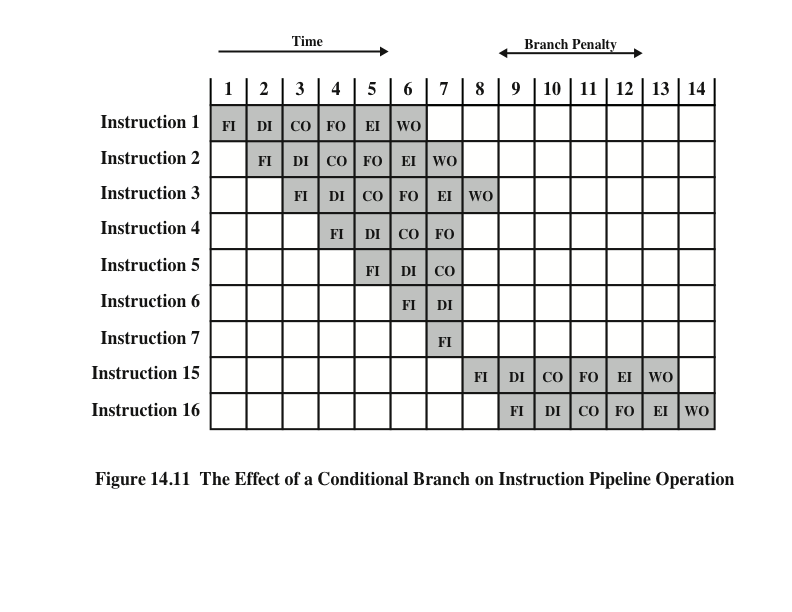 Time Branch Penalty
1 2 3 4 5 6 7 8 9 10 11 12 13 14
Instruction 1 FI DI CO FO EI WO
Instruction 2 FI DI CO FO EI WO
Instruction 3 FI DI CO FO EI WO
Instruction 4 FI DI CO FO
Instruction 5 FI DI CO
Instruction 6 FI DI
Instruction 7 FI
Instruction 15 FI DI CO FO EI WO
Instruction 16 FI DI CO FO EI WO
Figure 14.11 The Effect of a Conditional Branch on Instruction Pipeline Operation